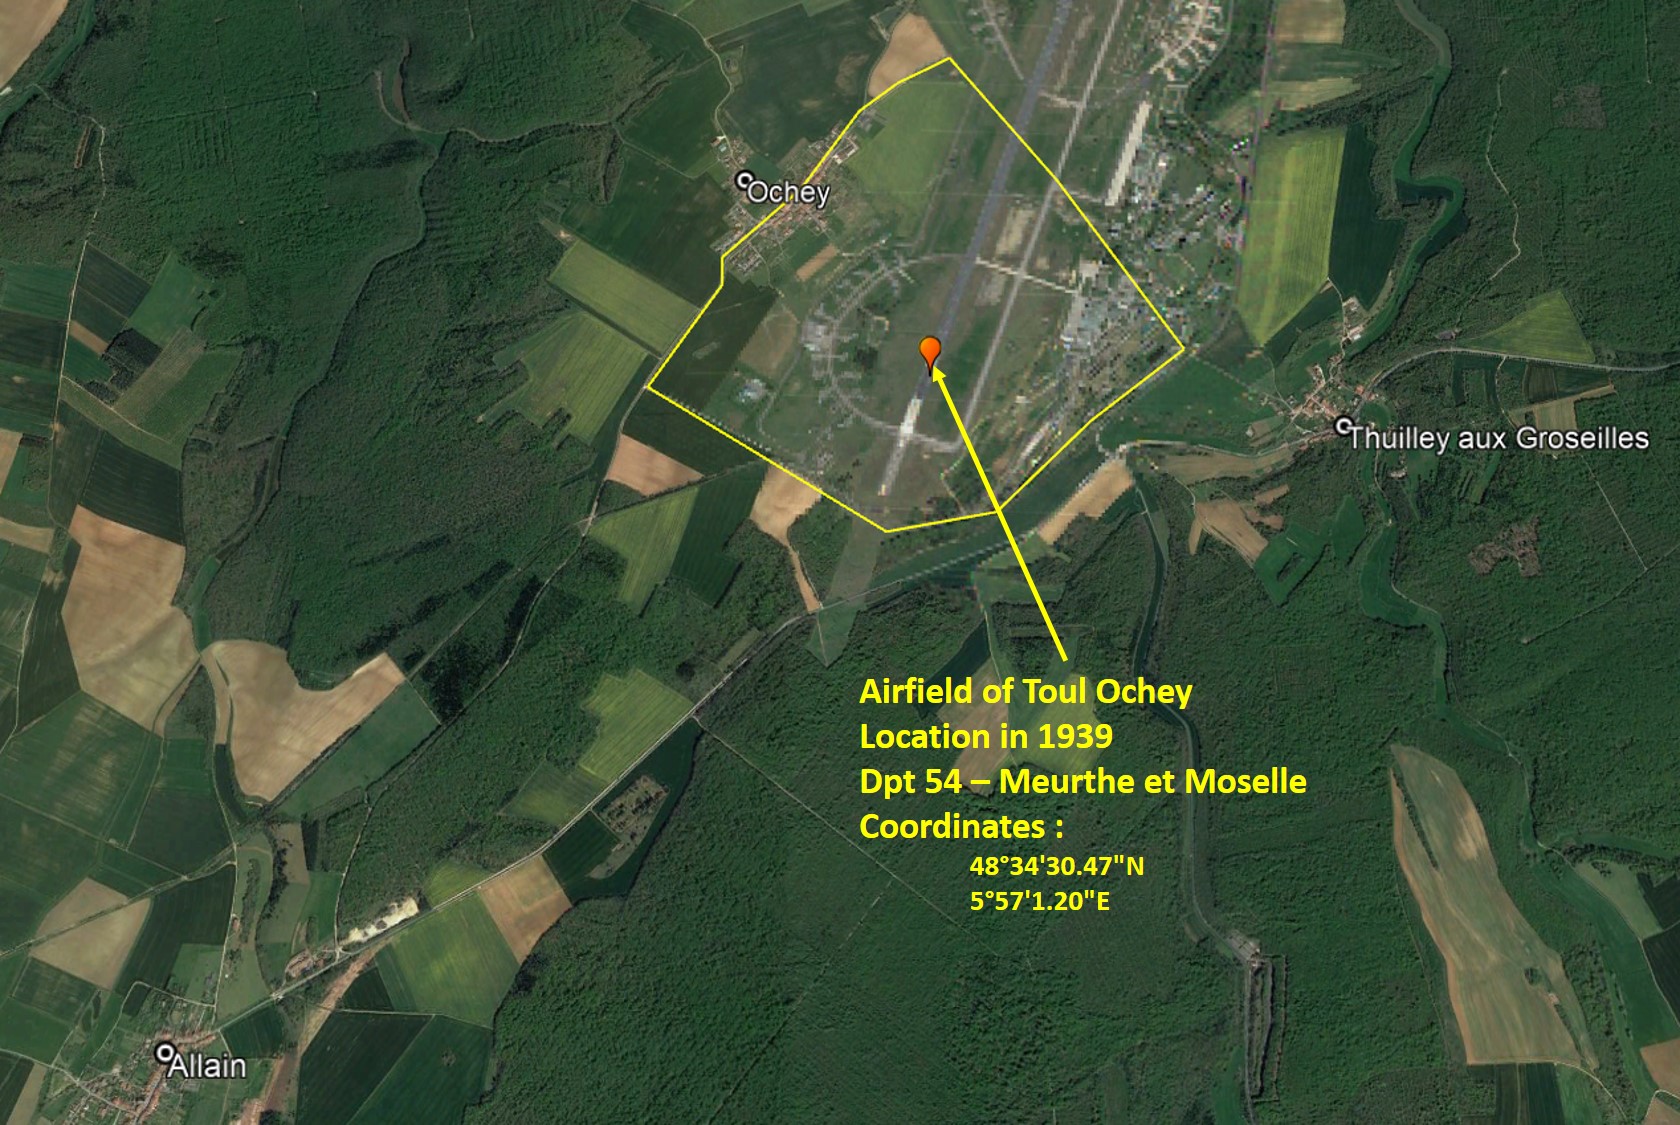 Ochey
Thuilley aux Groseilles
Airfield of Toul Ochey
Location in 1939
Dpt 54 – Meurthe et Moselle
Coordinates :
48°34'30.47"N
5°57'1.20"E
Allain